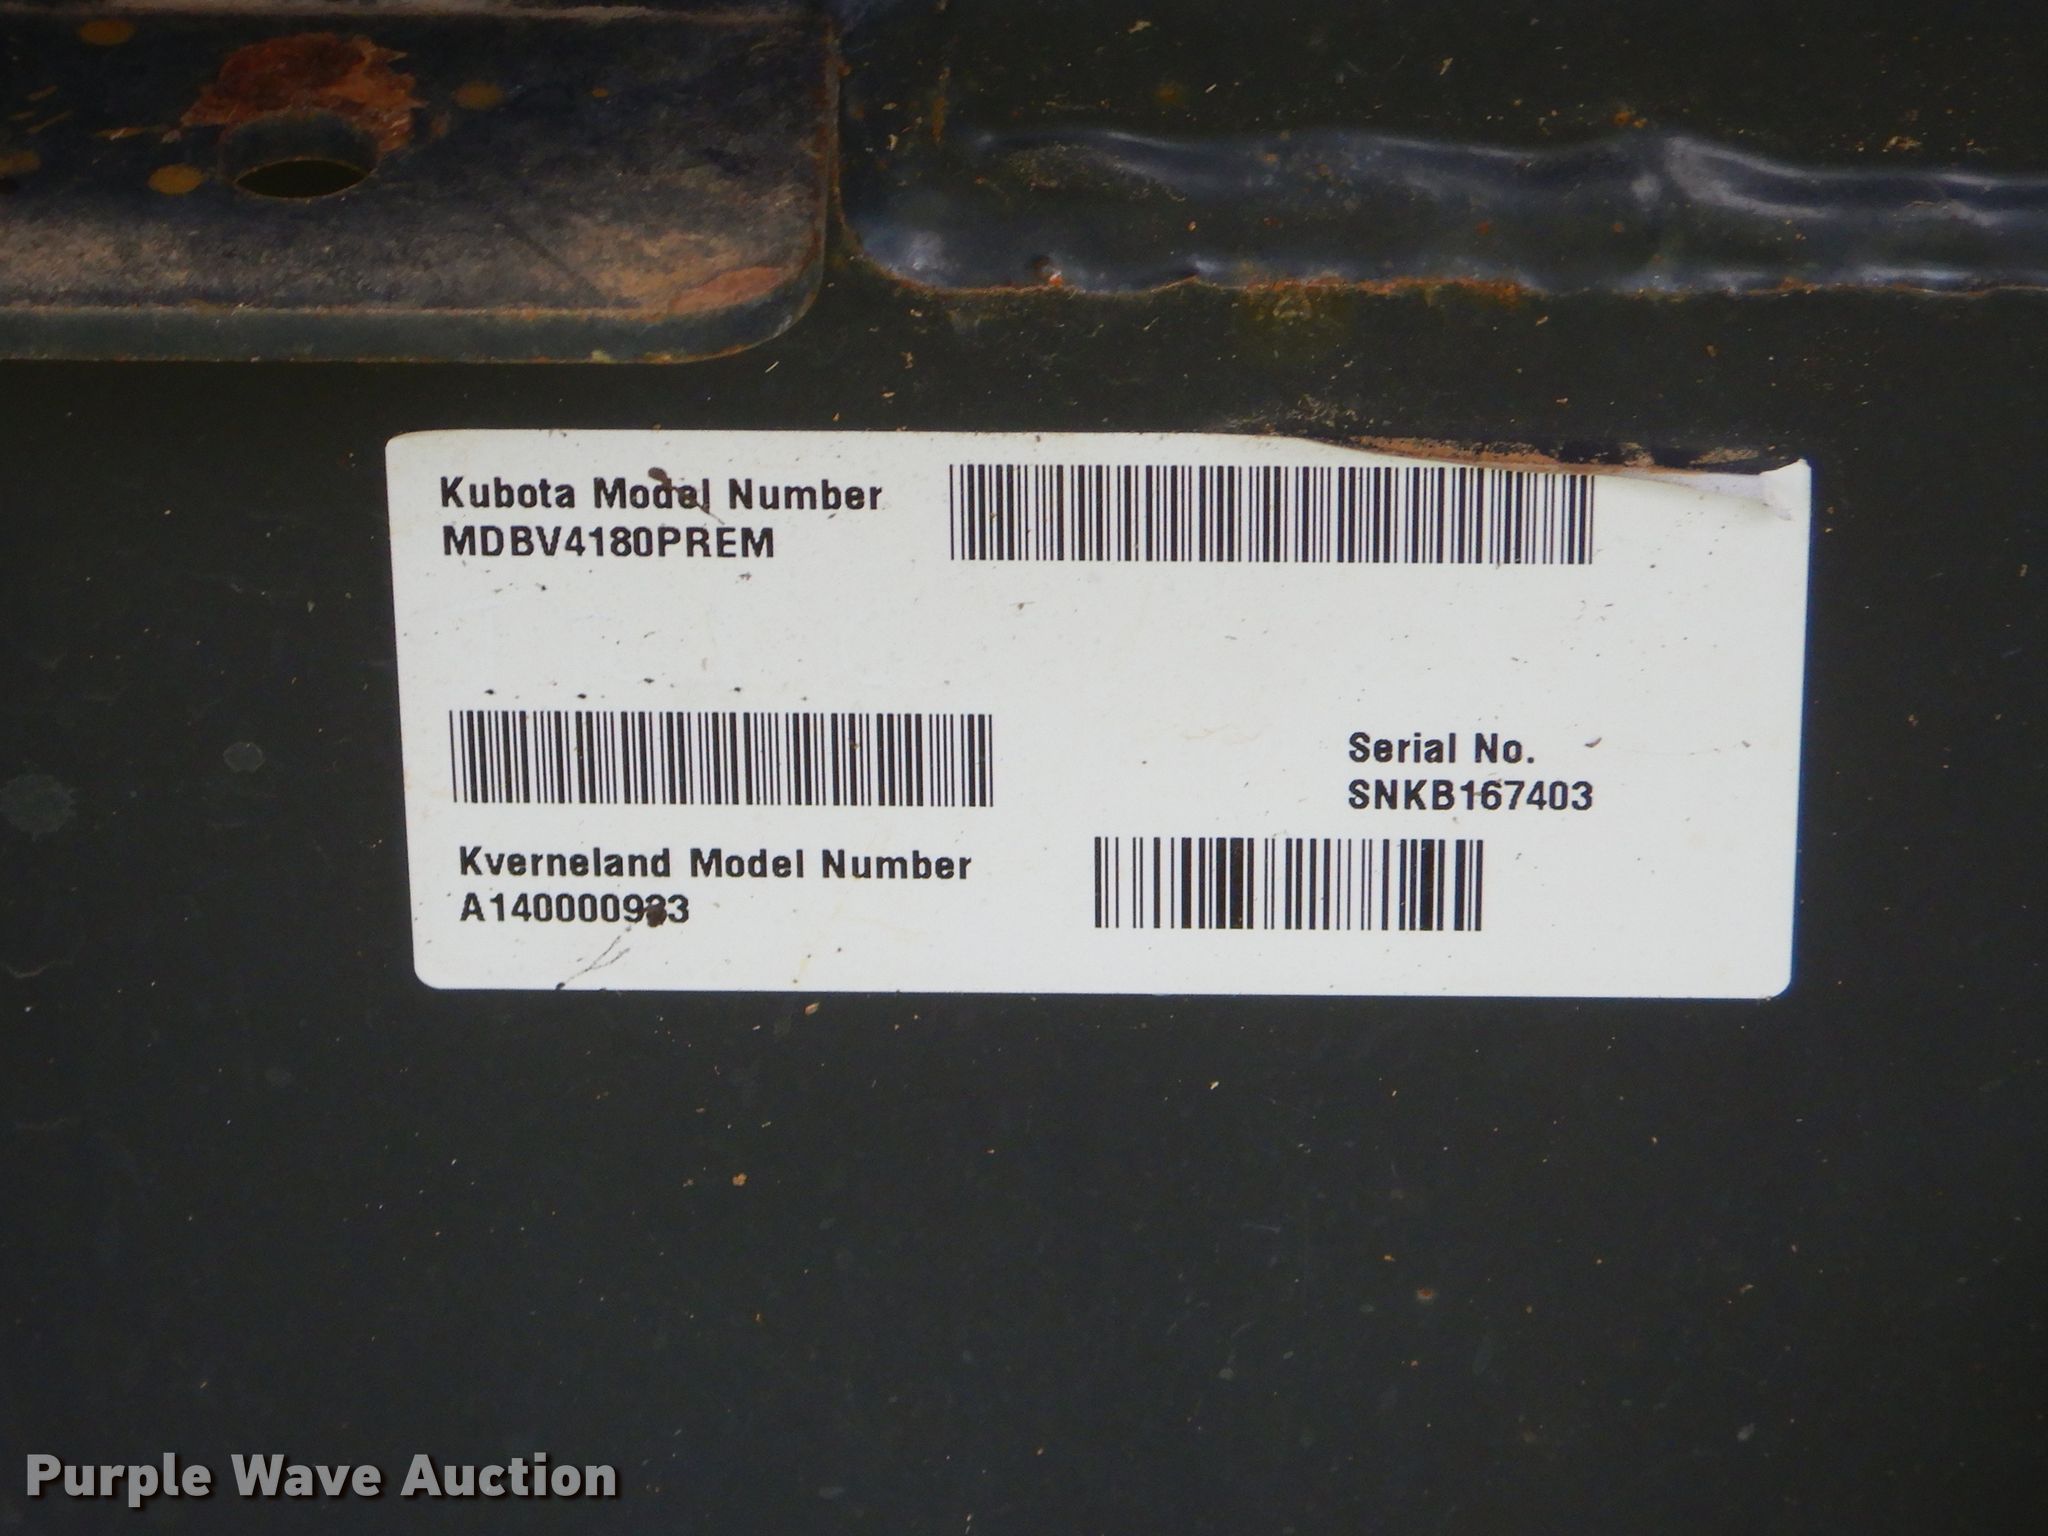 Kubota Model Number
MDBV4180PREM
Serial No.
SNKB167403
Kverneland Model Number
Purple Wave Auction